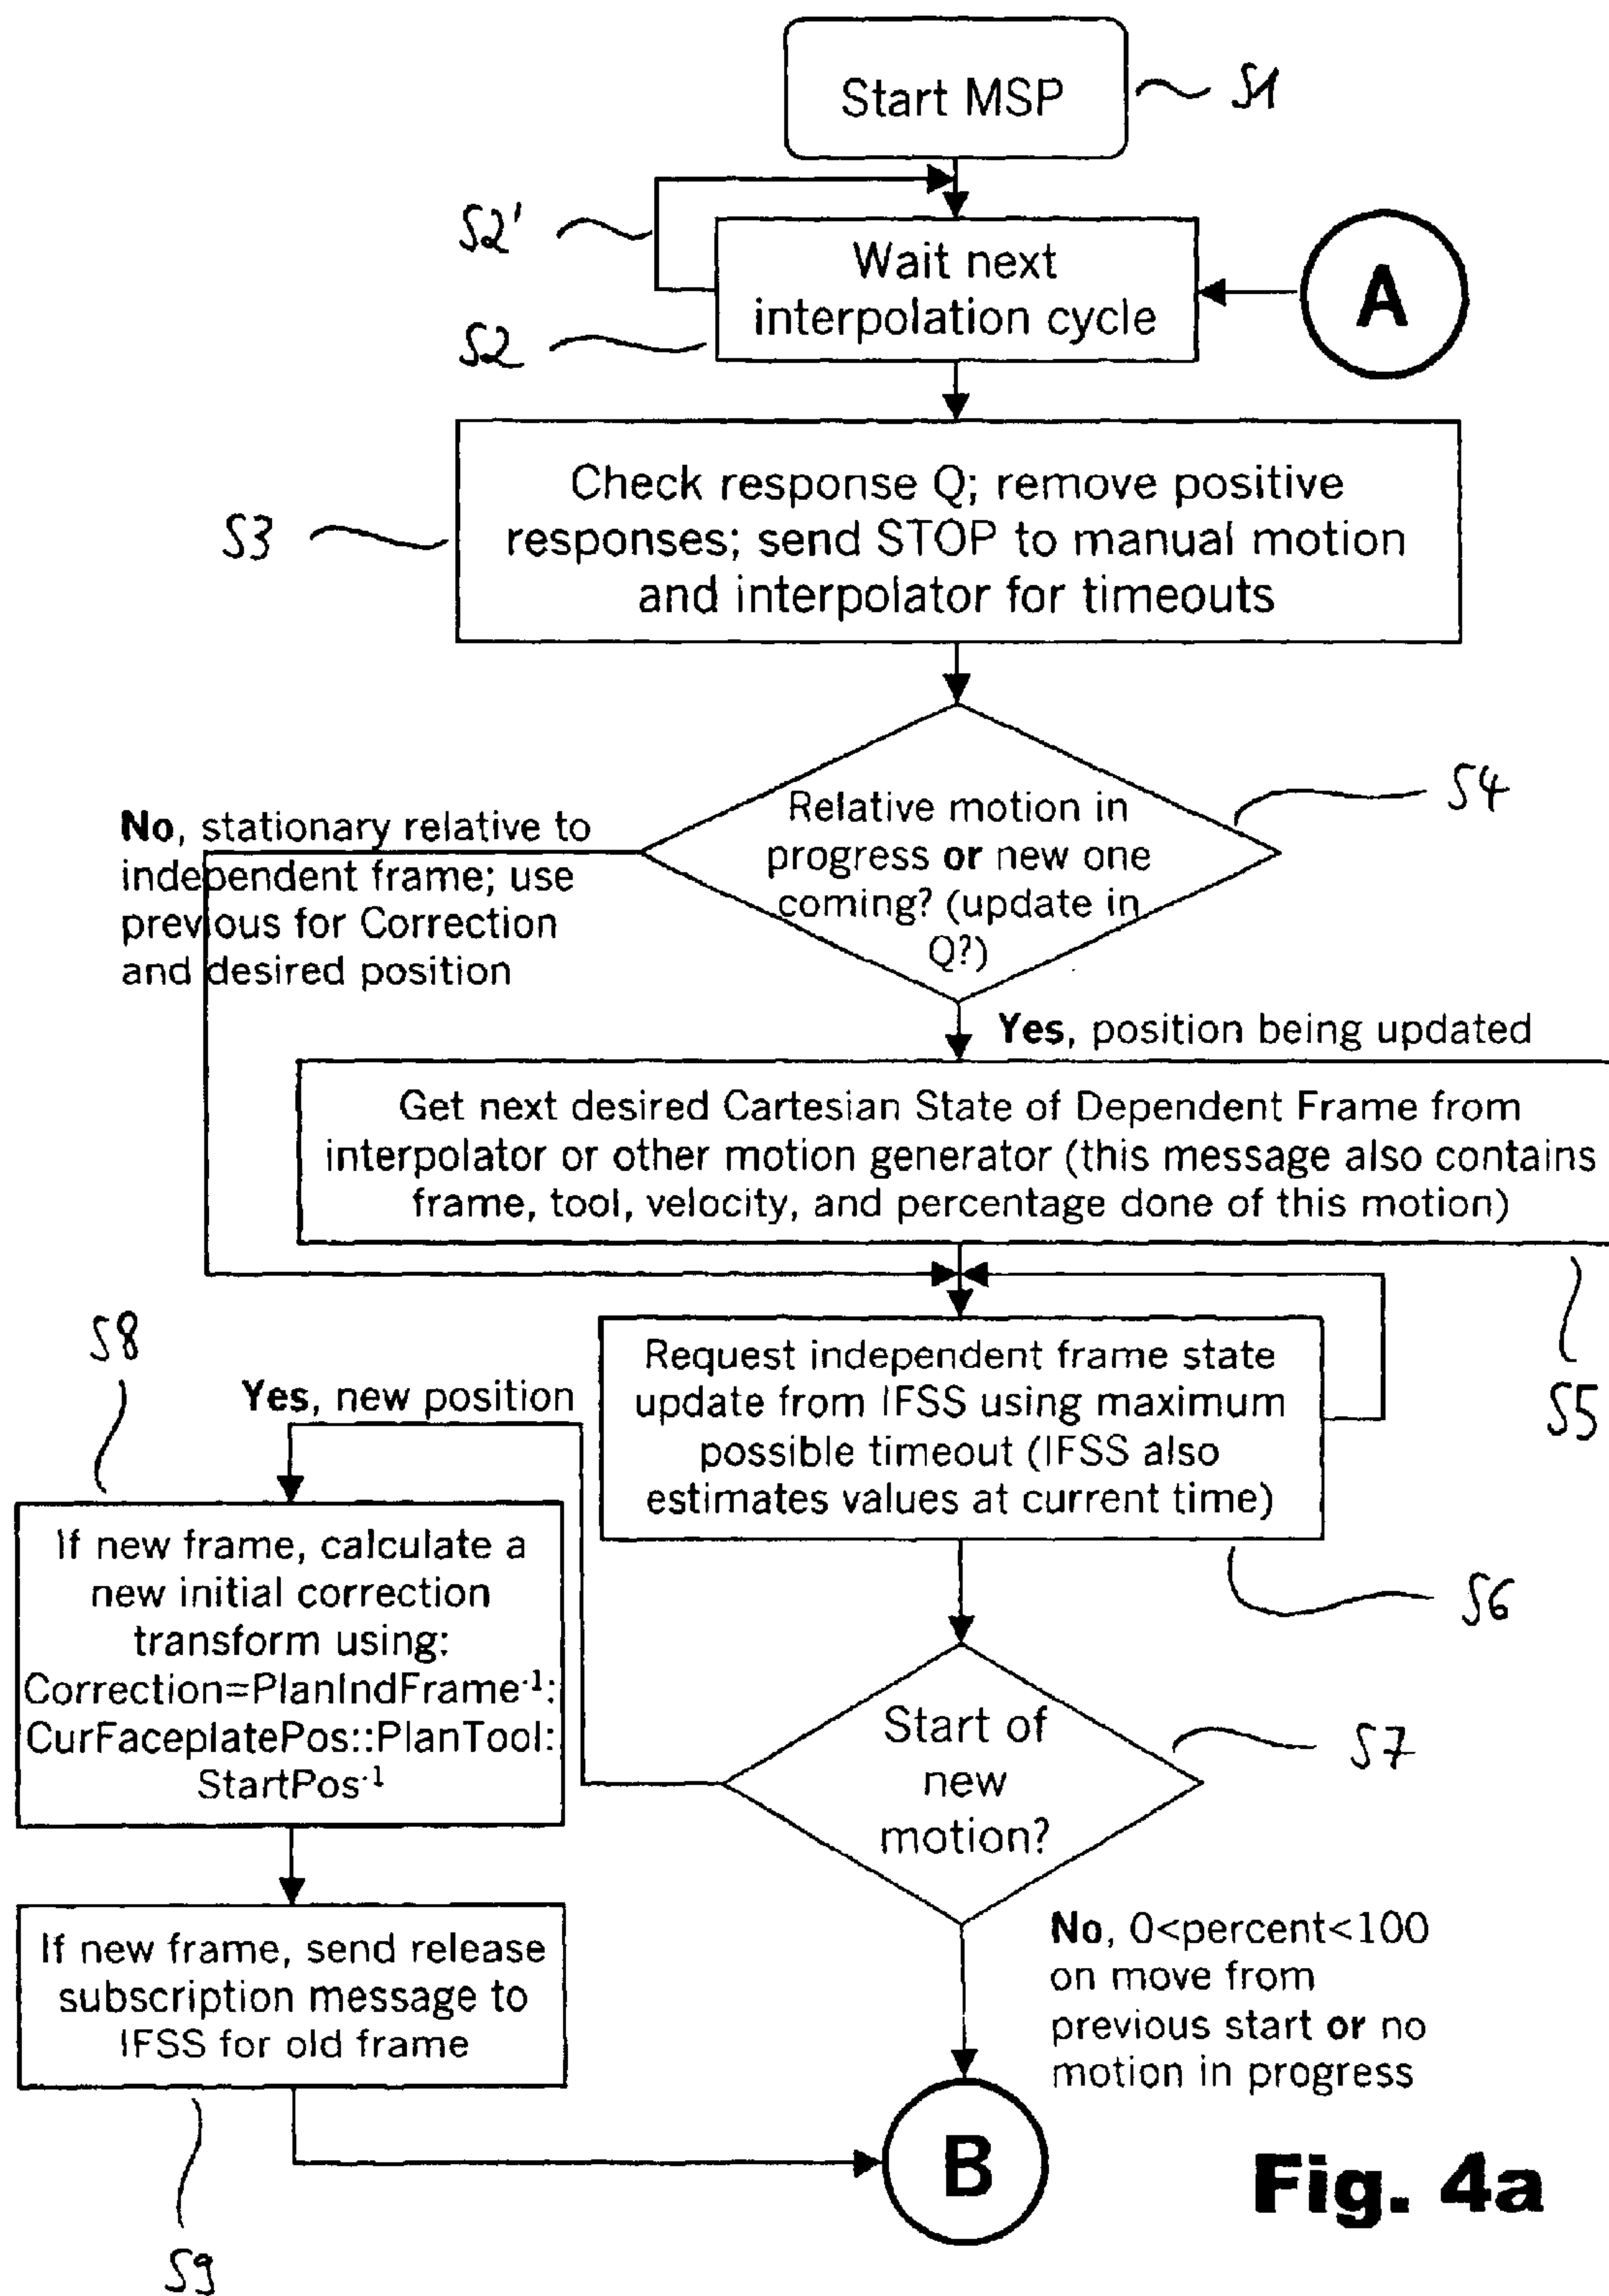 Start MSP
S1
S2'
Wait next
interpolation cycle
A
S2
Check response Q; remove positive
responses; send STOP to manual motion
and interpolator for timeouts
S3
Relative motion in
progress or new one
coming? (update in
Q?)
S4
No, stationary relative to
independent frame; use
previous for Correction
and desired position
Yes, position being updated
Get next desired Cartesian State of Dependent Frame from
interpolator or other motion generator (this message also contains
frame, tool, velocity, and percentage done of this motion)
S5
Request independent frame state
update from IFSS using maximum
possible timeout (IFSS also
estimates values at current time)
S6
S8
Yes, new position
If new frame, calculate a
new initial correction
transform using:
Correction=PlanIndFrame⁻¹:
CurFaceplatePos::PlanTool:
StartPos⁻¹
Start of
new
motion?
S7
If new frame, send release
subscription message to
IFSS for old frame
S9
No, 0<percent<100
on move from
previous start or no
motion in progress
B
Fig. 4a